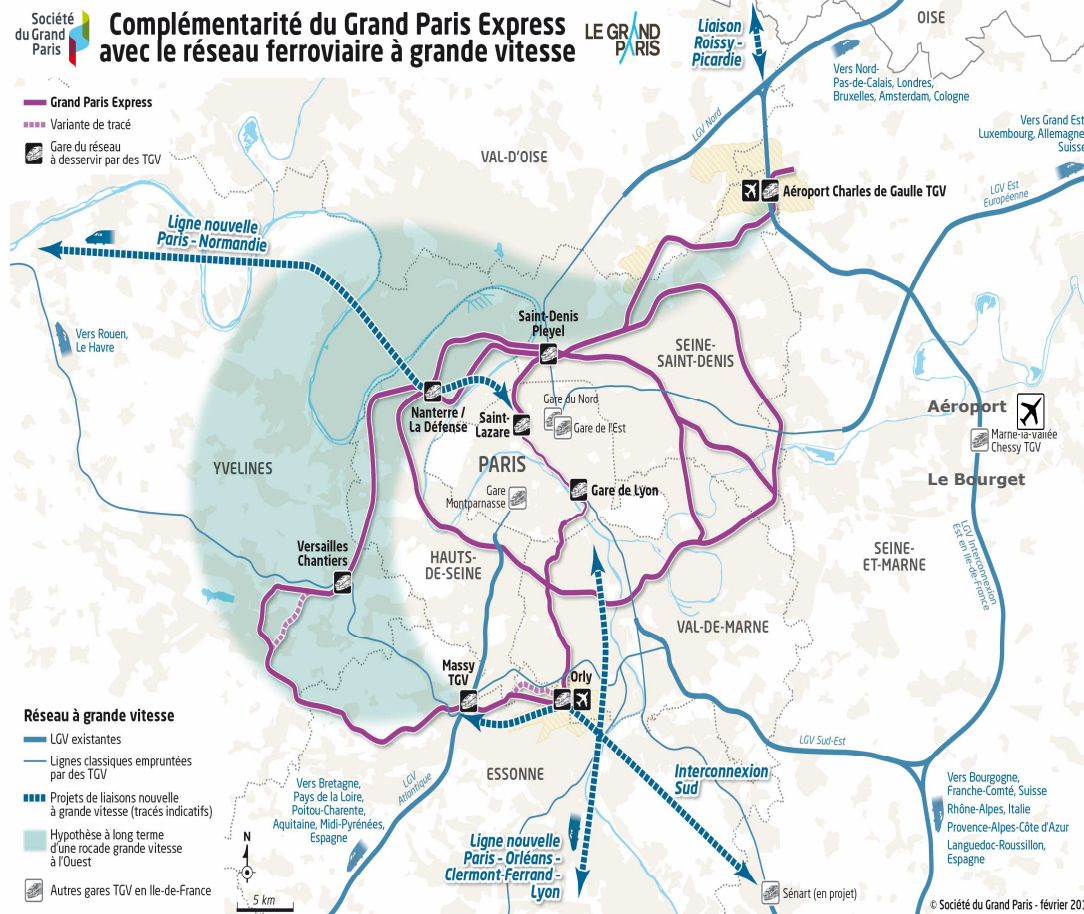 Société
du Grand
Paris
Complémentarité du Grand Paris Express
avec le réseau ferroviaire à grande vitesse
LE GRAND
PARIS
Liaison
Roissy -
Picardie
OISE
Vers Nord-
Pas-de-Calais, Londres,
Bruxelles, Amsterdam, Cologne
Vers Grand Est
Luxembourg, Allemagne
Suisse
Grand Paris Express
Variante de tracé
Gare du réseau
à desservir par des TGV
LGV Nord
VAL-D'OISE
Aéroport Charles de Gaulle TGV
LGV Est
Européenne
Ligne nouvelle
Paris - Normandie
Vers Rouen,
Le Havre
Saint-Denis
Pleyel
SEINE-
SAINT-DENIS
Nanterre /
La Défense
Saint-
Lazare
Gare du Nord
Gare de l'Est
Aéroport
Marne-la-Vallée
Chessy TGV
Le Bourget
YVELINES
PARIS
Gare
Montparnasse
Gare de Lyon
Versailles
Chantiers
HAUTS-
DE-SEINE
SEINE-
ET-MARNE
LGV Interconnexion
Est en Ile-de-France
VAL-DE-MARNE
Massy
TGV
Orly
Réseau à grande vitesse
LGV existantes
Lignes classiques empruntées
par des TGV
Projets de liaisons nouvelle
à grande vitesse (tracés indicatifs)
Hypothèse à long terme
d'une rocade grande vitesse
à l'Ouest
Autres gares TGV en Ile-de-France
LGV Sud-Est
ESSONNE
Interconnexion
Sud
LGV
Atlantique
Vers Bretagne,
Pays de la Loire,
Poitou-Charente,
Aquitaine, Midi-Pyrénées,
Espagne
Vers Bourgogne,
Franche-Comté, Suisse
Rhône-Alpes, Italie
Provence-Alpes-Côte d'Azur
Languedoc-Roussillon,
Espagne
Ligne nouvelle
Paris - Orléans -
Clermont-Ferrand -
Lyon
Sénart (en projet)
N
5 km
© Société du Grand Paris - février 201